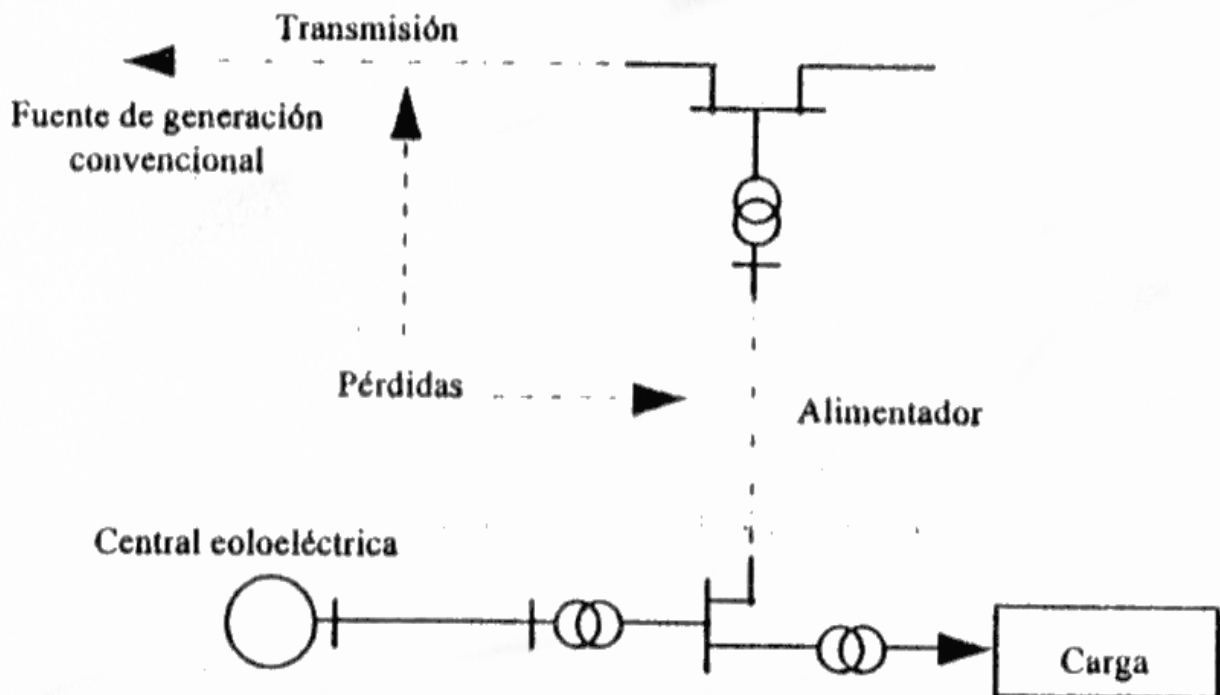 Transmisión
Fuente de generación
convencional
Pérdidas
Alimentador
Central eoloeléctrica
Carga